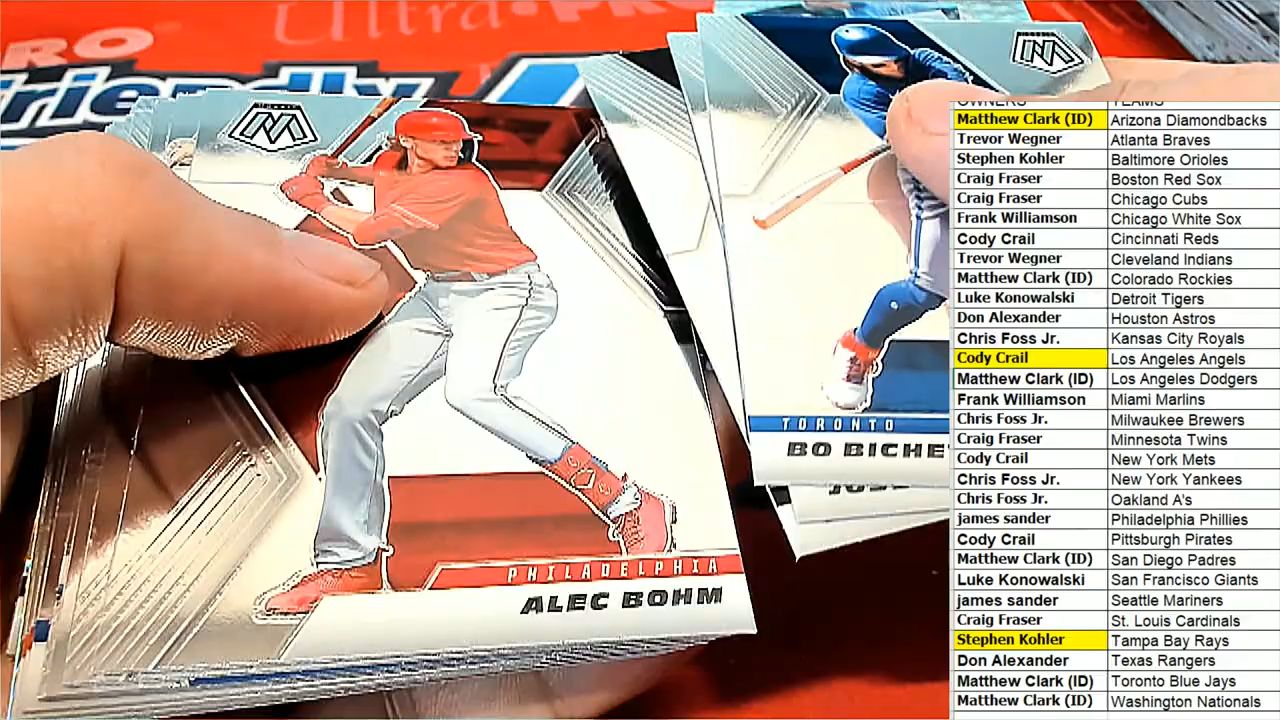 RO Ultra·PRO
friendly
PHILADELPHIA
ALEC BOHM
TORONTO
BO BICHE
OWNERS TEAMS
Matthew Clark (ID) Arizona Diamondbacks
Trevor Wegner Atlanta Braves
Stephen Kohler Baltimore Orioles
Craig Fraser Boston Red Sox
Craig Fraser Chicago Cubs
Frank Williamson Chicago White Sox
Cody Crail Cincinnati Reds
Trevor Wegner Cleveland Indians
Matthew Clark (ID) Colorado Rockies
Luke Konowalski Detroit Tigers
Don Alexander Houston Astros
Chris Foss Jr. Kansas City Royals
Cody Crail Los Angeles Angels
Matthew Clark (ID) Los Angeles Dodgers
Frank Williamson Miami Marlins
Chris Foss Jr. Milwaukee Brewers
Craig Fraser Minnesota Twins
Cody Crail New York Mets
Chris Foss Jr. New York Yankees
Chris Foss Jr. Oakland A's
james sander Philadelphia Phillies
Cody Crail Pittsburgh Pirates
Matthew Clark (ID) San Diego Padres
Luke Konowalski San Francisco Giants
james sander Seattle Mariners
Craig Fraser St. Louis Cardinals
Stephen Kohler Tampa Bay Rays
Don Alexander Texas Rangers
Matthew Clark (ID) Toronto Blue Jays
Matthew Clark (ID) Washington Nationals